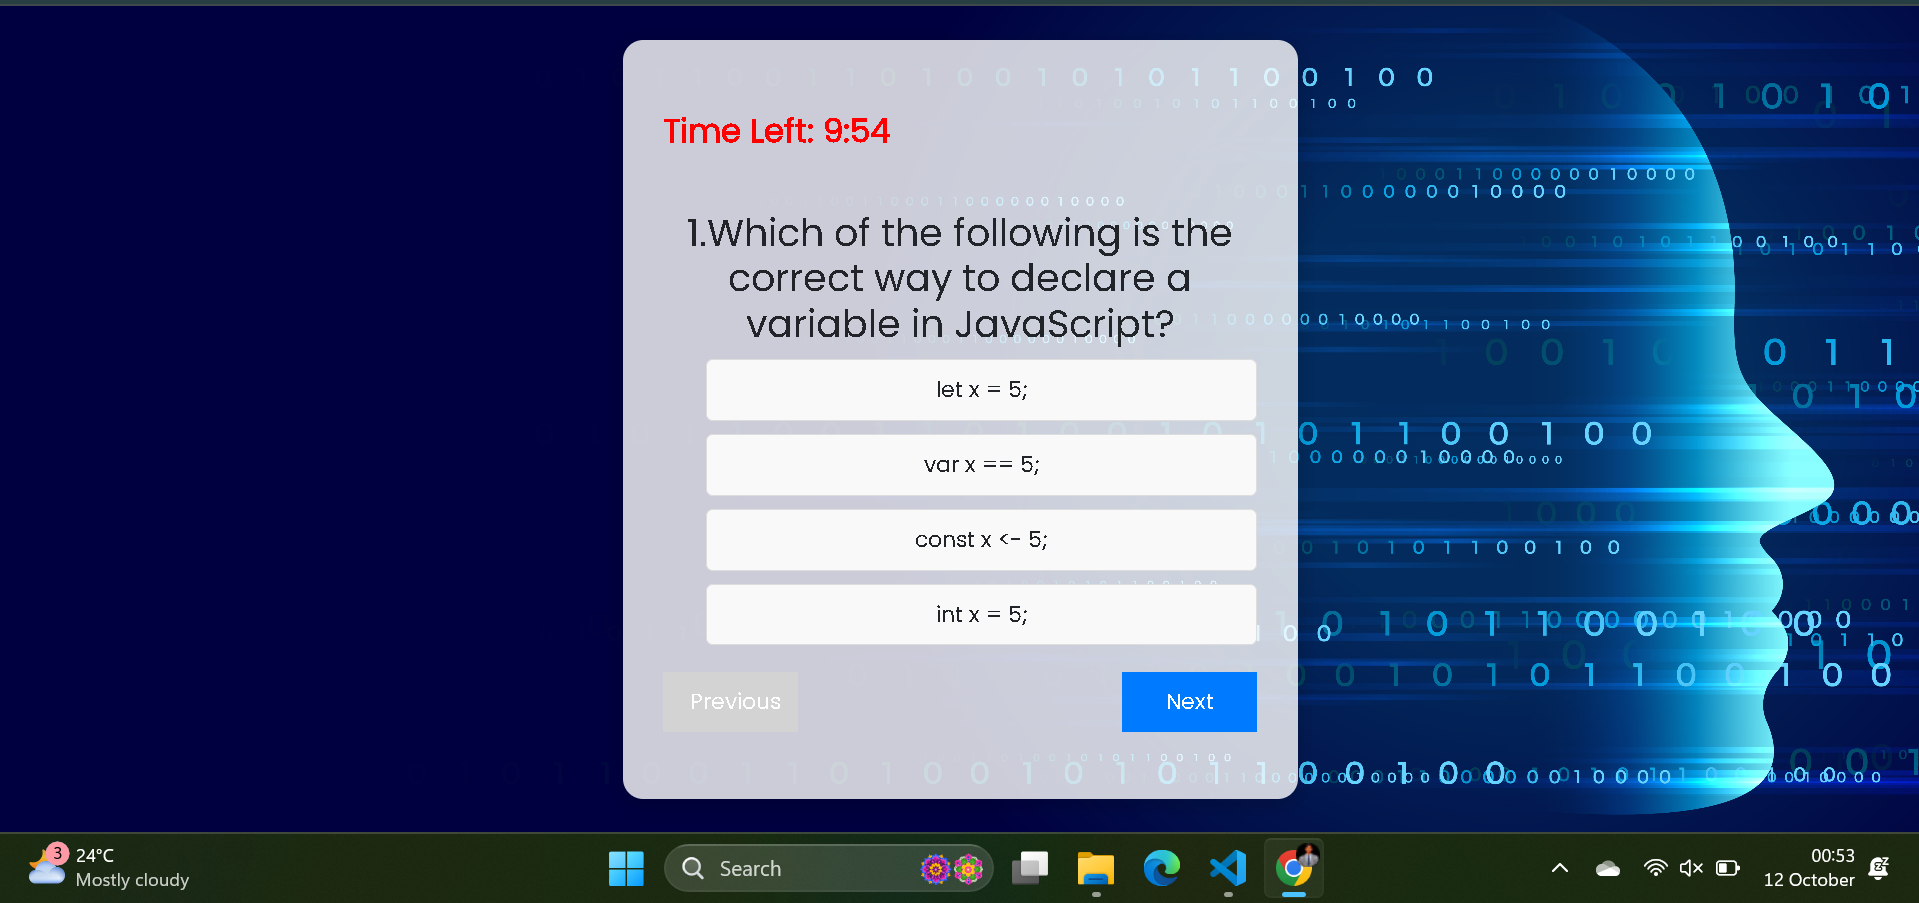 Time Left: 9:54
1.Which of the following is the
correct way to declare a
variable in JavaScript?
let x = 5;
var x == 5;
const x <- 5;
int x = 5;
Previous
Next
3
24°C
Mostly cloudy
Search
00:53
12 October